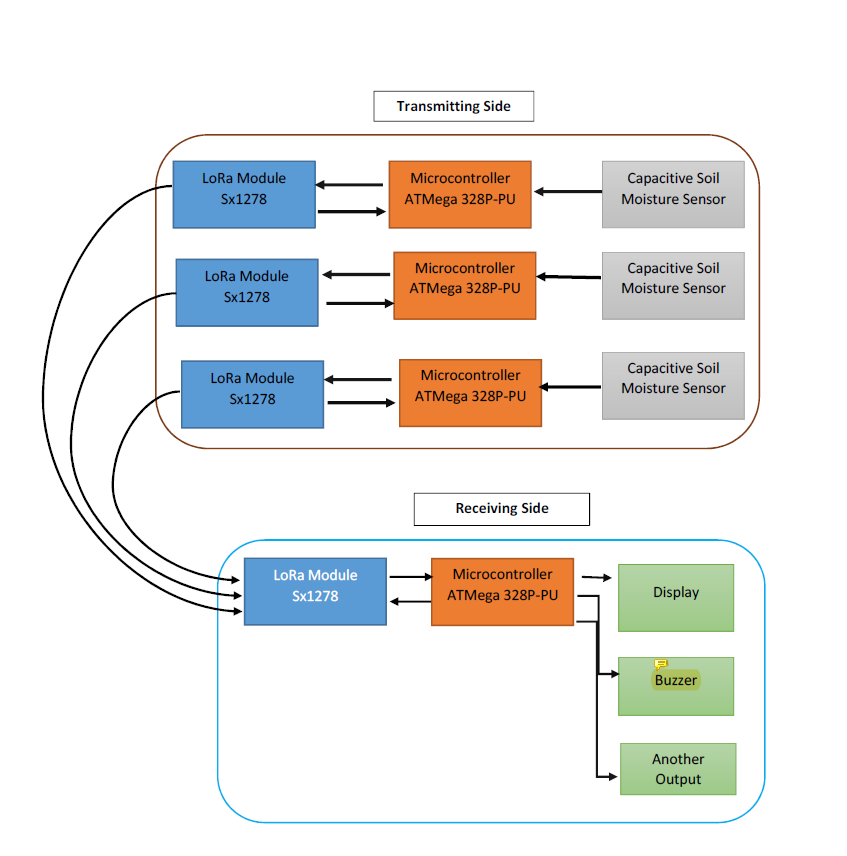 Transmitting Side
LoRa Module
Sx1278
Microcontroller
ATMega 328P-PU
Capacitive Soil
Moisture Sensor
LoRa Module
Sx1278
Microcontroller
ATMega 328P-PU
Capacitive Soil
Moisture Sensor
LoRa Module
Sx1278
Microcontroller
ATMega 328P-PU
Capacitive Soil
Moisture Sensor
Receiving Side
LoRa Module
Sx1278
Microcontroller
ATMega 328P-PU
Display
Buzzer
Another
Output